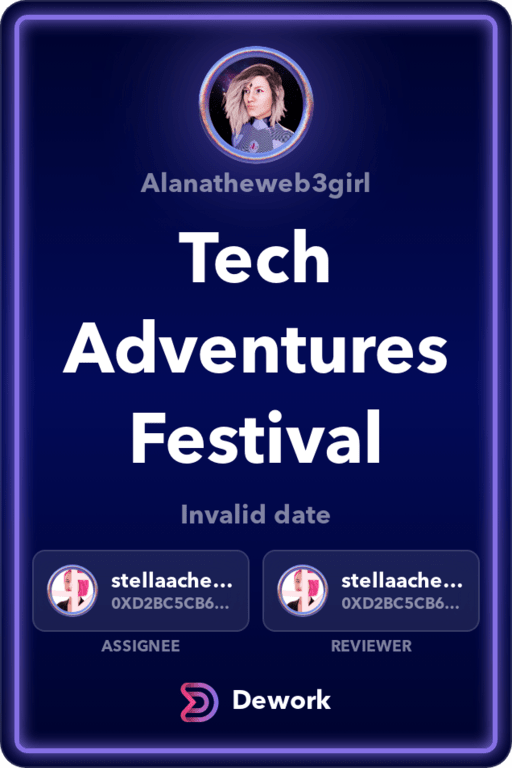 Alanatheweb3girl
Tech
Adventures
Festival
Invalid date
stellaache...
0XD2BC5CB6...
stellaache...
0XD2BC5CB6...
ASSIGNEE
REVIEWER
Dework